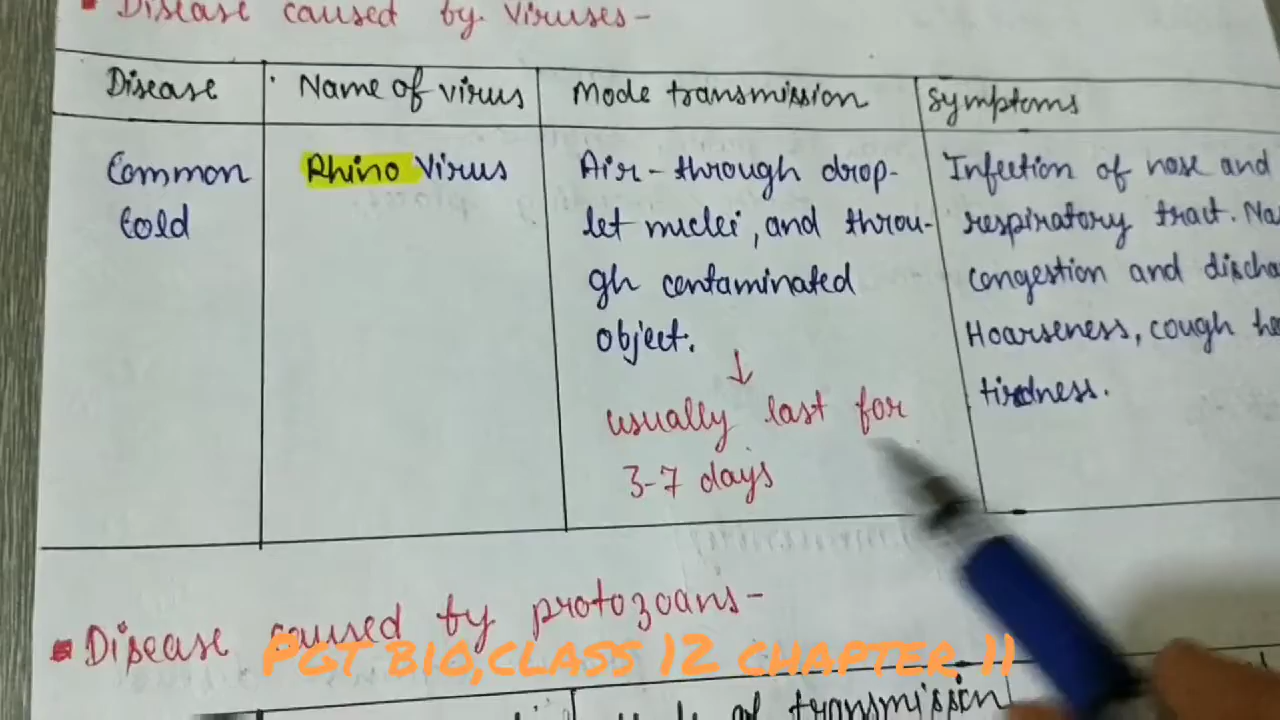 Disease caused by Viruses-
Disease
Name of virus
Mode transmission
Symptoms
Common
Cold
Rhino Virus
Air-through drop-
let nuclei, and throu-
gh contaminated
object.
↓
usually last for
3-7 days
Infection of nose and
respiratory tract.
congestion and
Hoarseness, cough
tiredness.
Disease caused by protozoans-
PGT BIO,CLASS 12 CHAPTER 11
of transmission